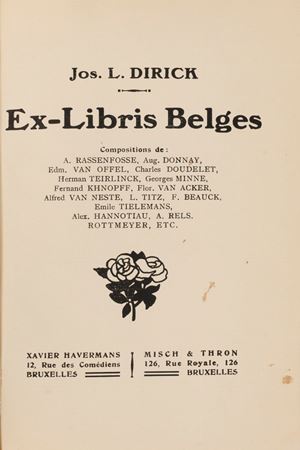 Jos. L. DIRICK
Ex-Libris Belges
Compositions de:
A. RASSENFOSSE, Aug. DONNAY,
Edm. VAN OFFEL, Charles DOUDELET,
Herman TEIRLINCK, Georges MINNE,
Fernand KHNOPFF, Flor. VAN ACKER,
Alfred VAN NESTE, L. TITZ, F. BEAUCK,
Emile TIELEMANS,
Alex. HANNOTIAU, A. RELS.
ROTTMEYER, ETC.
XAVIER HAVERMANS
12, Rue des Comédiens
BRUXELLES
MISCH & THRON
126, Rue Royale, 126
BRUXELLES